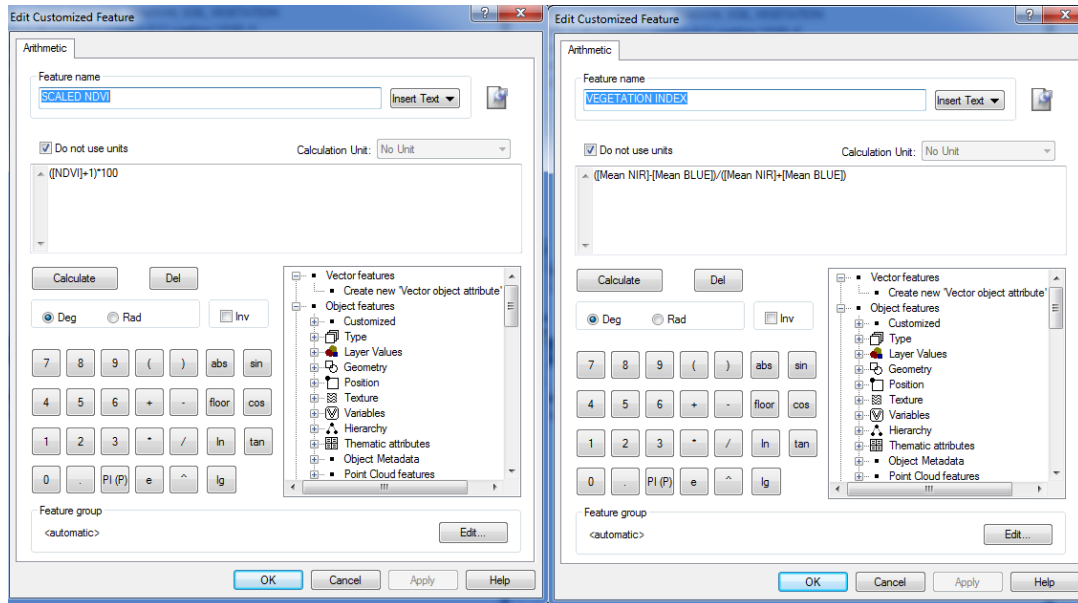 Edit Customized Feature
Arithmetic
Feature name
SCALED NDVI
Insert Text
Do not use units
Calculation Unit: No Unit
([NDVI]+1)*100
Calculate Del
Deg Rad Inv
7 8 9 ( ) abs sin
4 5 6 + - floor cos
1 2 3 * / ln tan
0 . PI (P) e ^ lg
Vector features
Create new 'Vector object attribute'
Object features
Customized
Type
Layer Values
Geometry
Position
Texture
Variables
Hierarchy
Thematic attributes
Object Metadata
Point Cloud features
Feature group
<automatic>
Edit...
OK Cancel Apply Help
Edit Customized Feature
Arithmetic
Feature name
VEGETATION INDEX
Insert Text
Do not use units
Calculation Unit: No Unit
([Mean NIR]-[Mean BLUE])/([Mean NIR]+[Mean BLUE])
Calculate Del
Deg Rad Inv
7 8 9 ( ) abs sin
4 5 6 + - floor cos
1 2 3 * / ln tan
0 . PI (P) e ^ lg
Vector features
Create new 'Vector object attribute'
Object features
Customized
Type
Layer Values
Geometry
Position
Texture
Variables
Hierarchy
Thematic attributes
Object Metadata
Point Cloud features
Feature group
<automatic>
Edit...
OK Cancel Apply Help